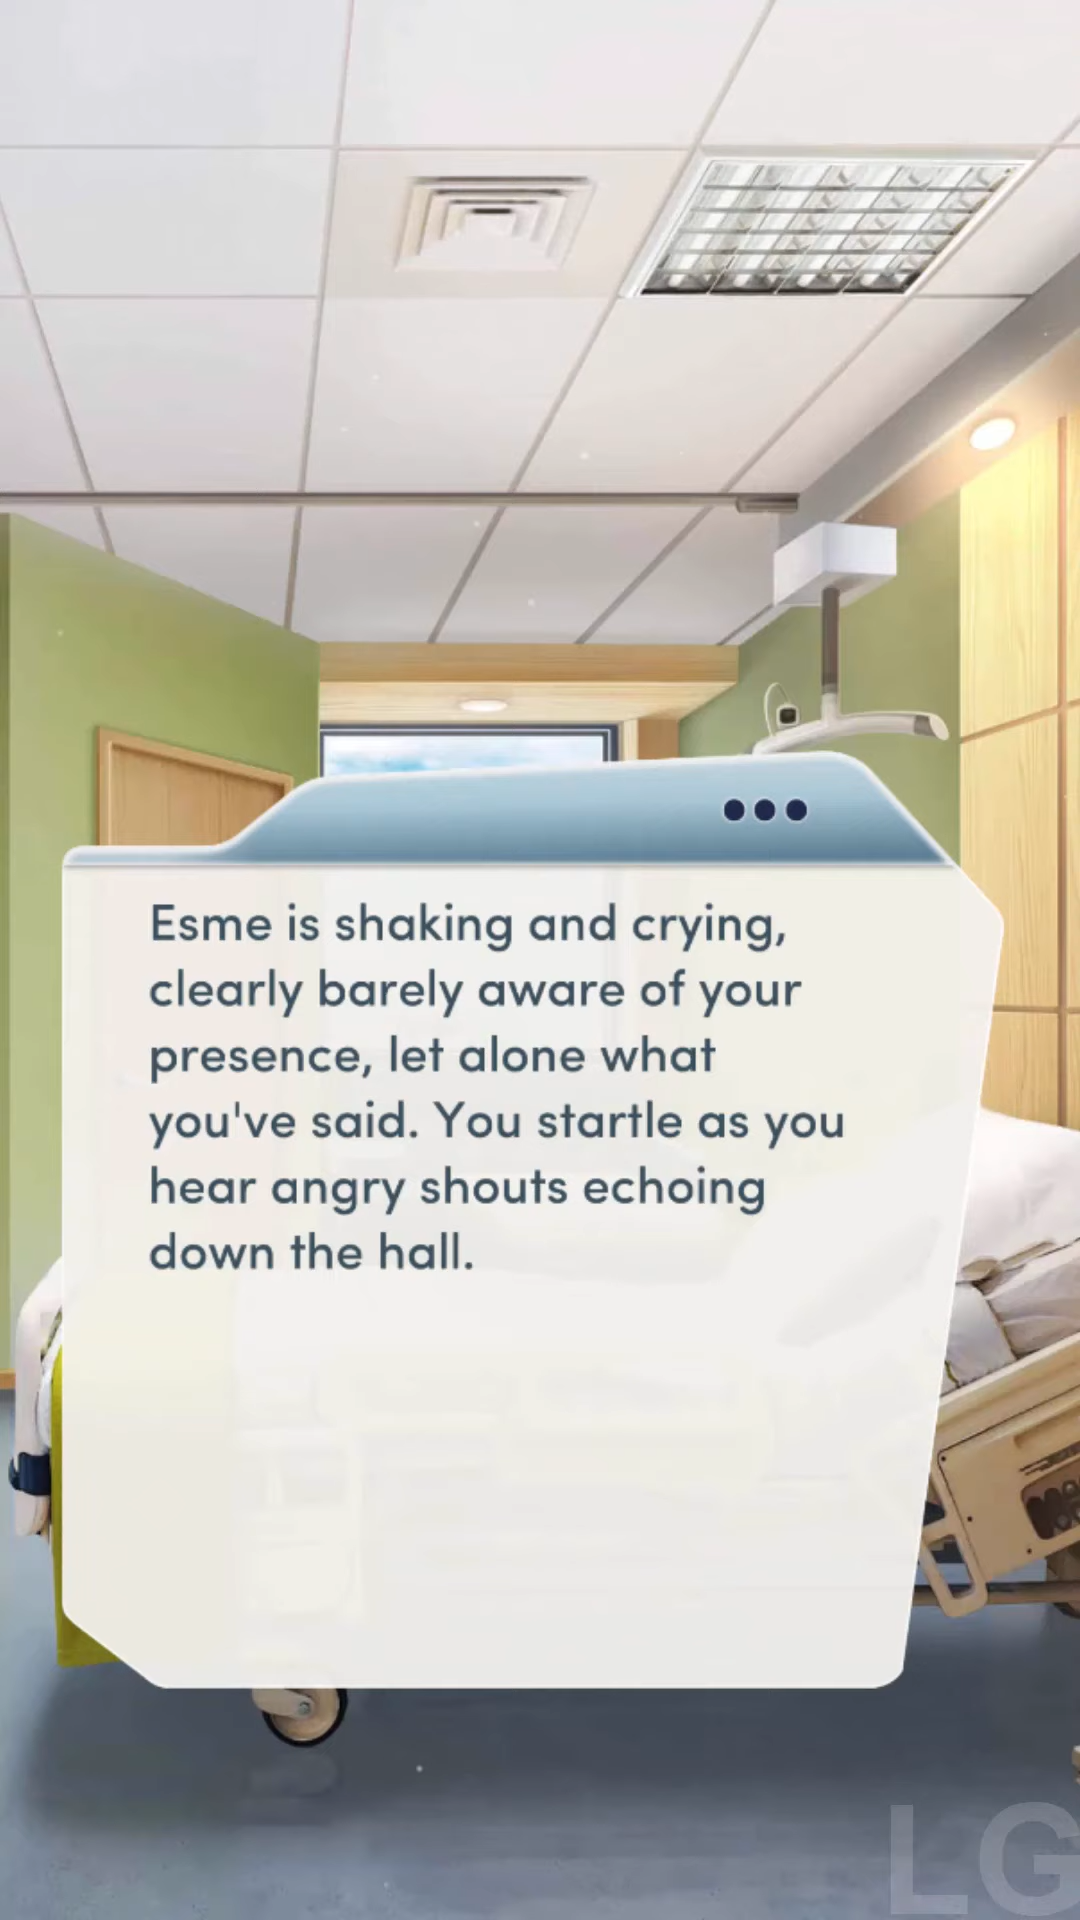 Esme is shaking and crying,
clearly barely aware of your
presence, let alone what
you've said. You startle as you
hear angry shouts echoing
down the hall.
LG